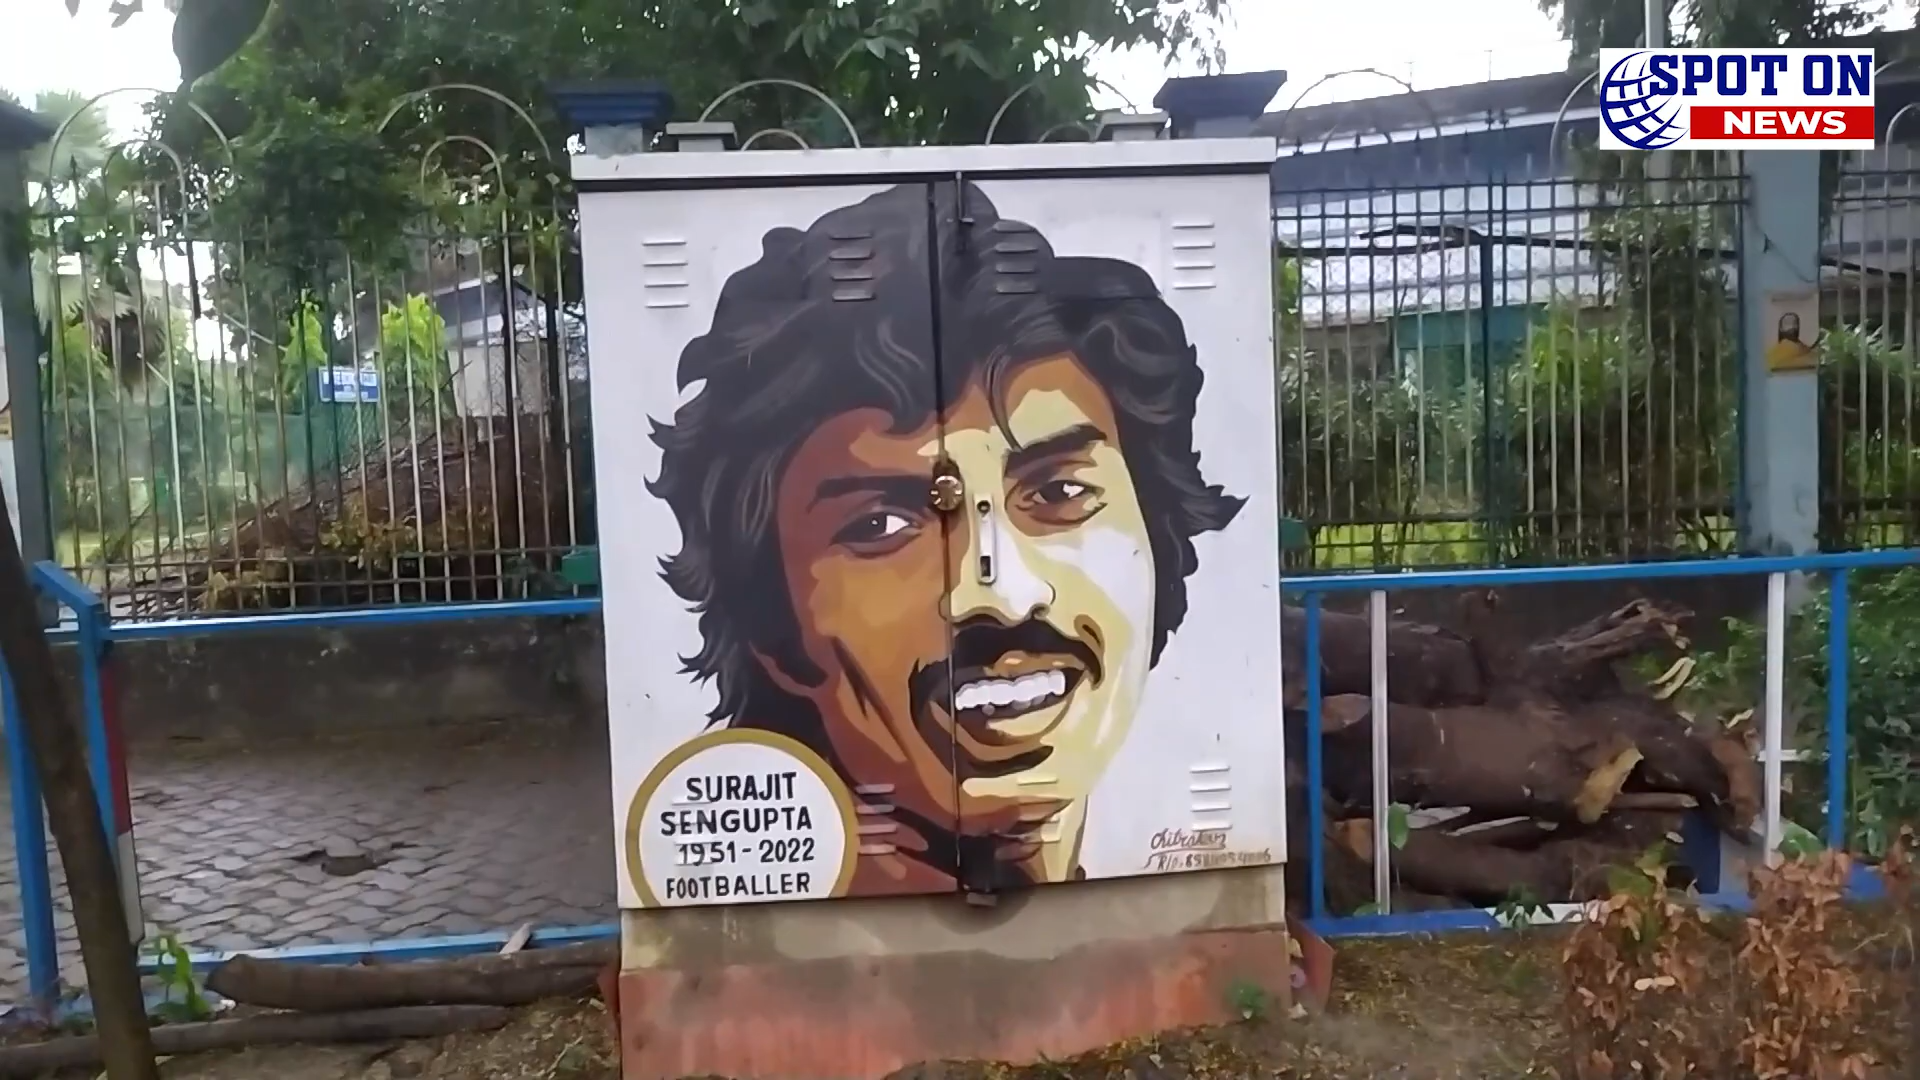 SPOT ON
NEWS
SURAJIT
SENGUPTA
1951-2022
FOOTBALLER